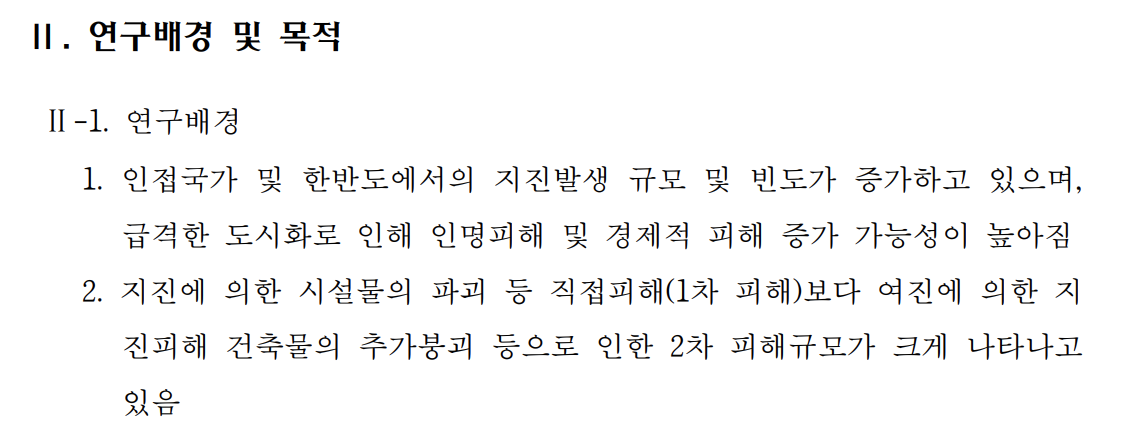 Ⅱ. 연구배경 및 목적
Ⅱ-1. 연구배경
1. 인접국가 및 한반도에서의 지진발생 규모 및 빈도가 증가하고 있으며,
급격한 도시화로 인해 인명피해 및 경제적 피해 증가 가능성이 높아짐
2. 지진에 의한 시설물의 파괴 등 직접피해(1차 피해)보다 여진에 의한 지
진피해 건축물의 추가붕괴 등으로 인한 2차 피해규모가 크게 나타나고
있음